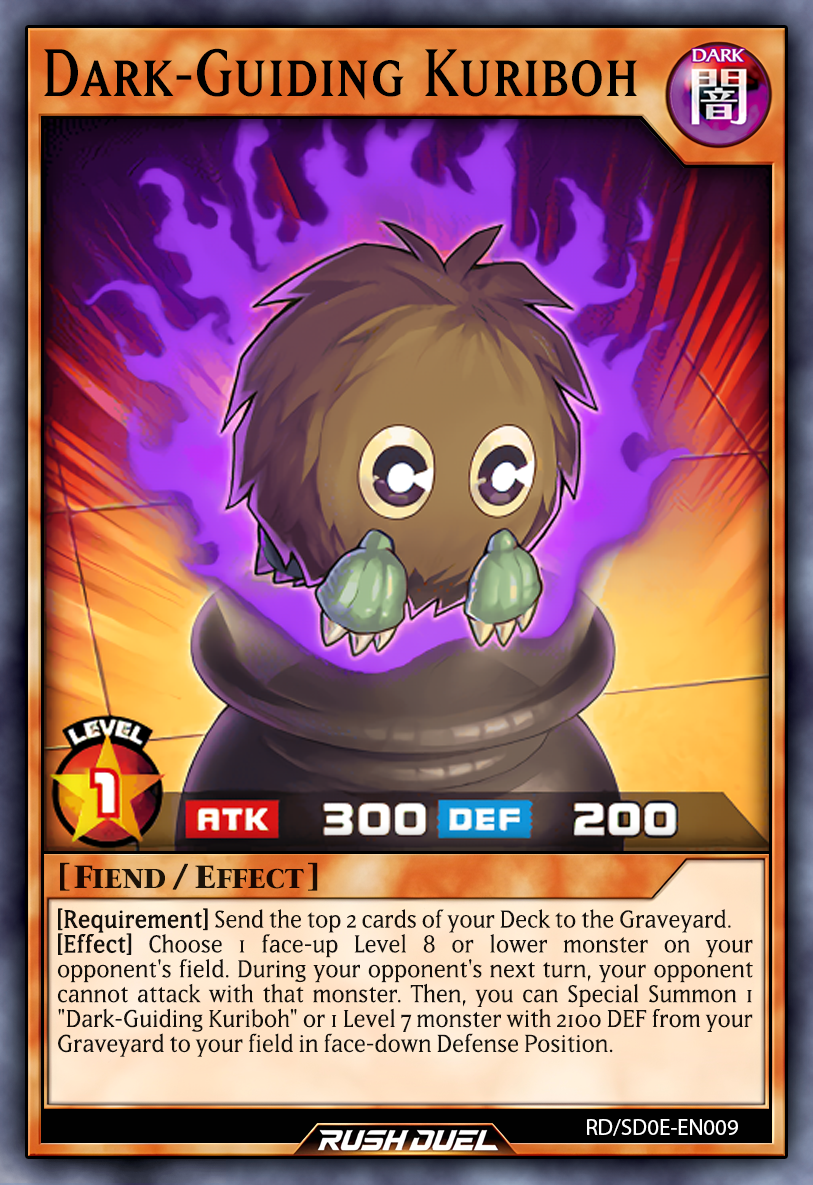 Dark-Guiding Kuriboh
DARK
闇
LEVEL
1
ATK 300 DEF 200
[Fiend / Effect]
[Requirement] Send the top 2 cards of your Deck to the Graveyard.
[Effect] Choose 1 face-up Level 8 or lower monster on your
opponent's field. During your opponent's next turn, your opponent
cannot attack with that monster. Then, you can Special Summon 1
"Dark-Guiding Kuriboh" or 1 Level 7 monster with 2100 DEF from your
Graveyard to your field in face-down Defense Position.
RD/SD0E-EN009
RUSH DUEL